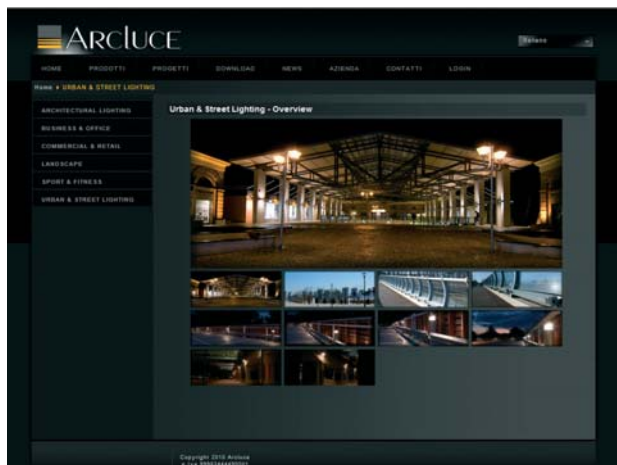 ARCLUCE
Italiano
HOME PRODOTTI PROGETTI DOWNLOAD NEWS AZIENDA CONTATTI LOGIN
Home URBAN & STREET LIGHTING
ARCHITECTURAL LIGHTING
Urban & Street Lighting - Overview
BUSINESS & OFFICE
COMMERCIAL & RETAIL
LANDSCAPE
SPORT & FITNESS
URBAN & STREET LIGHTING
Copyright 2010 Arcluce